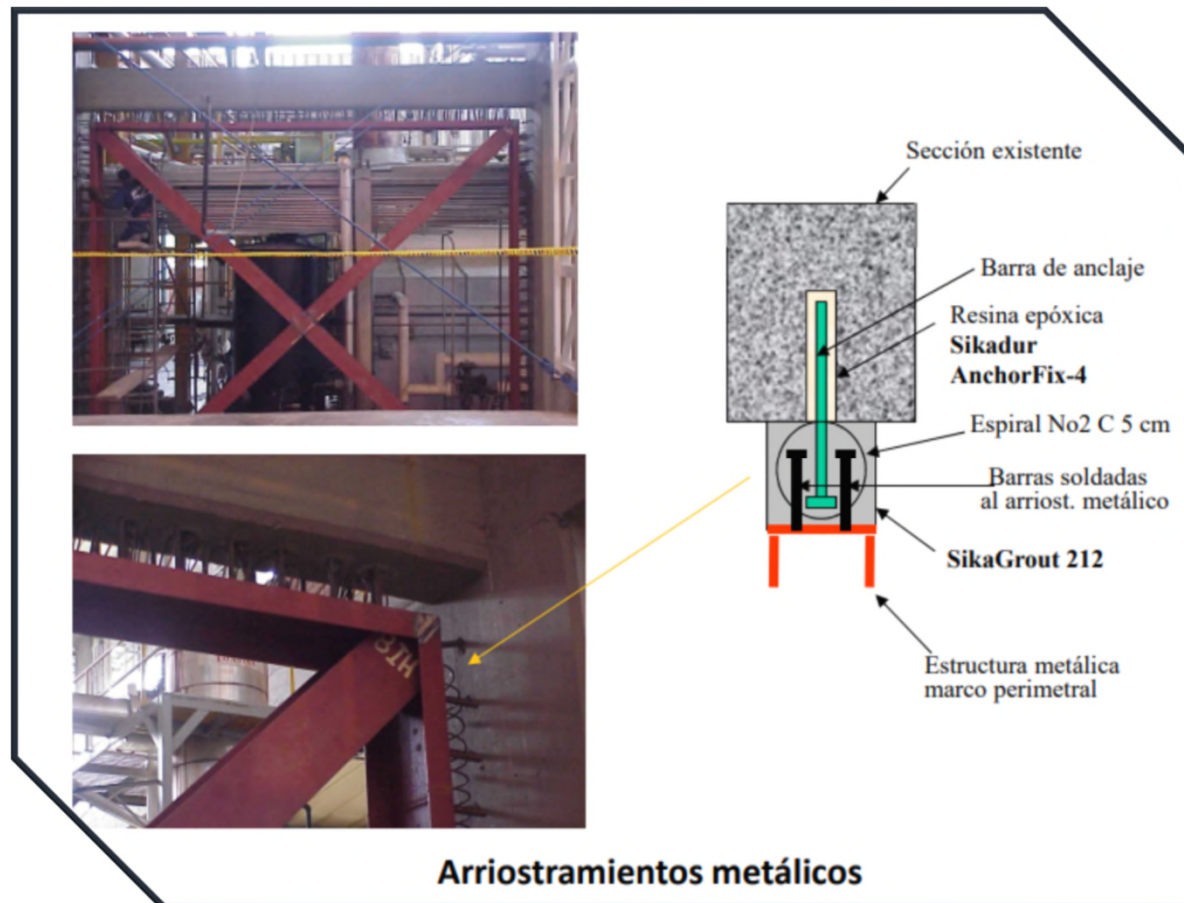 Sección existente
Barra de anclaje
Resina epóxica
Sikadur
AnchorFix-4
Espiral No2 C 5 cm
Barras soldadas
al arriost. metálico
SikaGrout 212
Estructura metálica
marco perimetral
Arriostramientos metálicos